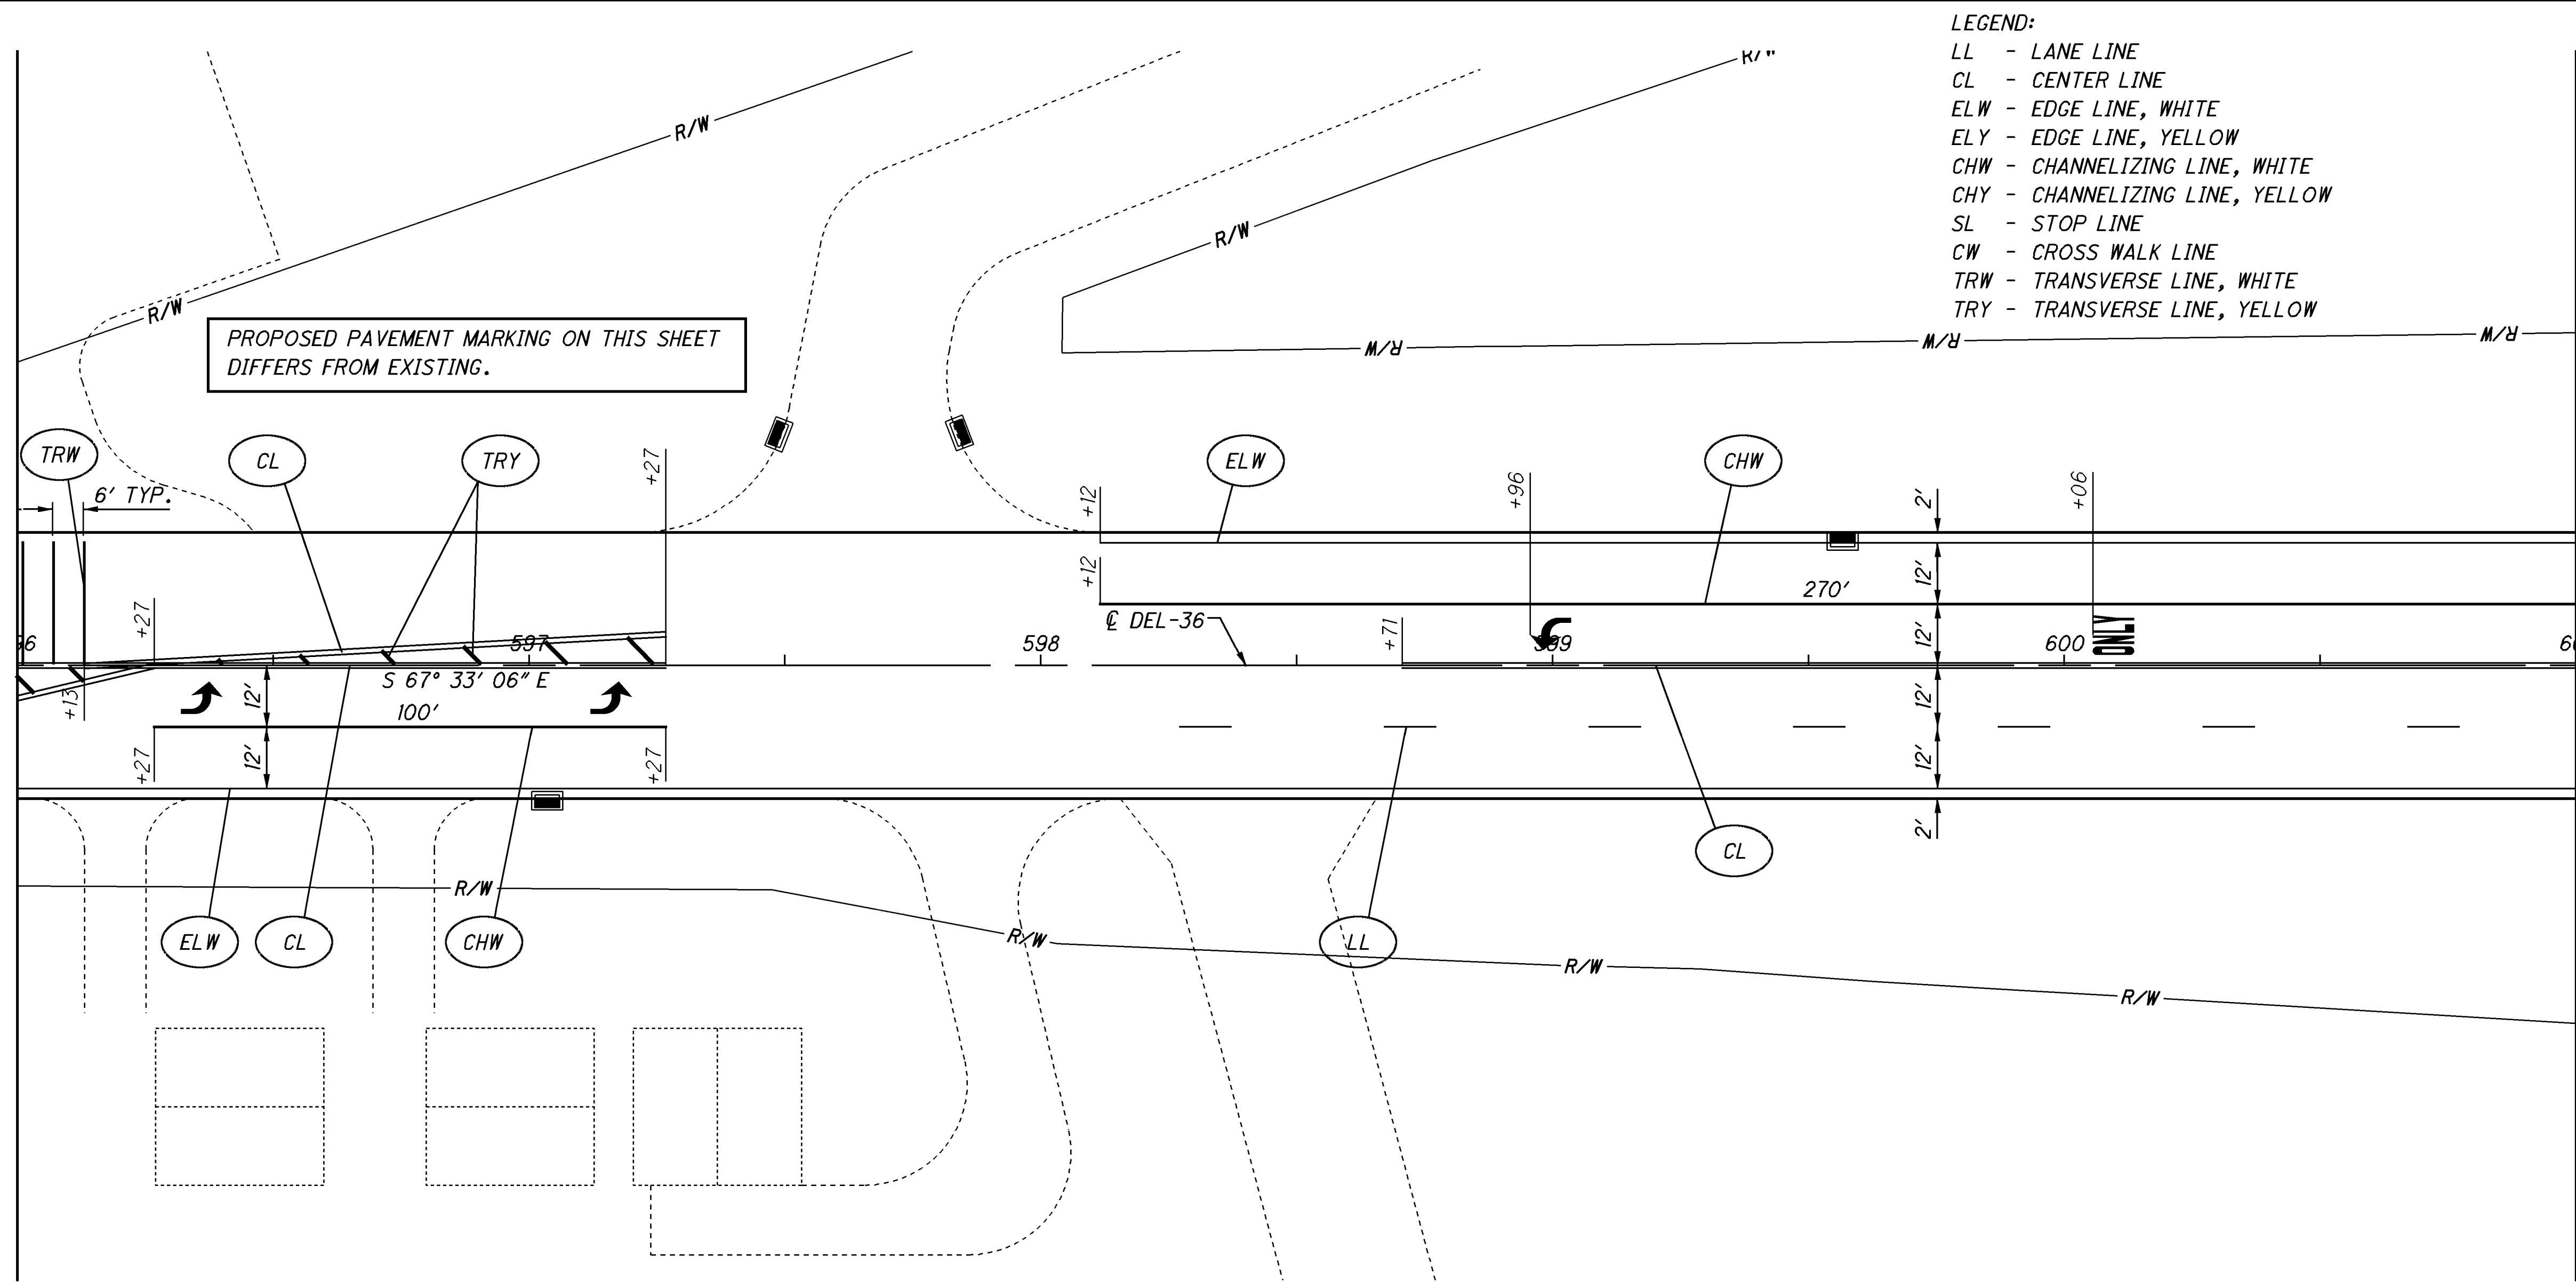 LEGEND:
LL - LANE LINE
CL - CENTER LINE
ELW - EDGE LINE, WHITE
ELY - EDGE LINE, YELLOW
CHW - CHANNELIZING LINE, WHITE
CHY - CHANNELIZING LINE, YELLOW
SL - STOP LINE
CW - CROSS WALK LINE
TRW - TRANSVERSE LINE, WHITE
TRY - TRANSVERSE LINE, YELLOW
R/W
R/W
R/W
R/W
R/W
R/W
R/W
PROPOSED PAVEMENT MARKING ON THIS SHEET
DIFFERS FROM EXISTING.
TRW
CL
TRY
ELW
CHW
6' TYP.
+27
+12
+96
+06
2'
+12
12'
270'
+27
℄ DEL-36
+71
12'
ONLY
597
598
599
600
+13
12'
S 67° 33' 06" E
100'
12'
+27
12'
+27
12'
2'
CL
R/W
ELW
CL
CHW
R/W
LL
R/W
R/W